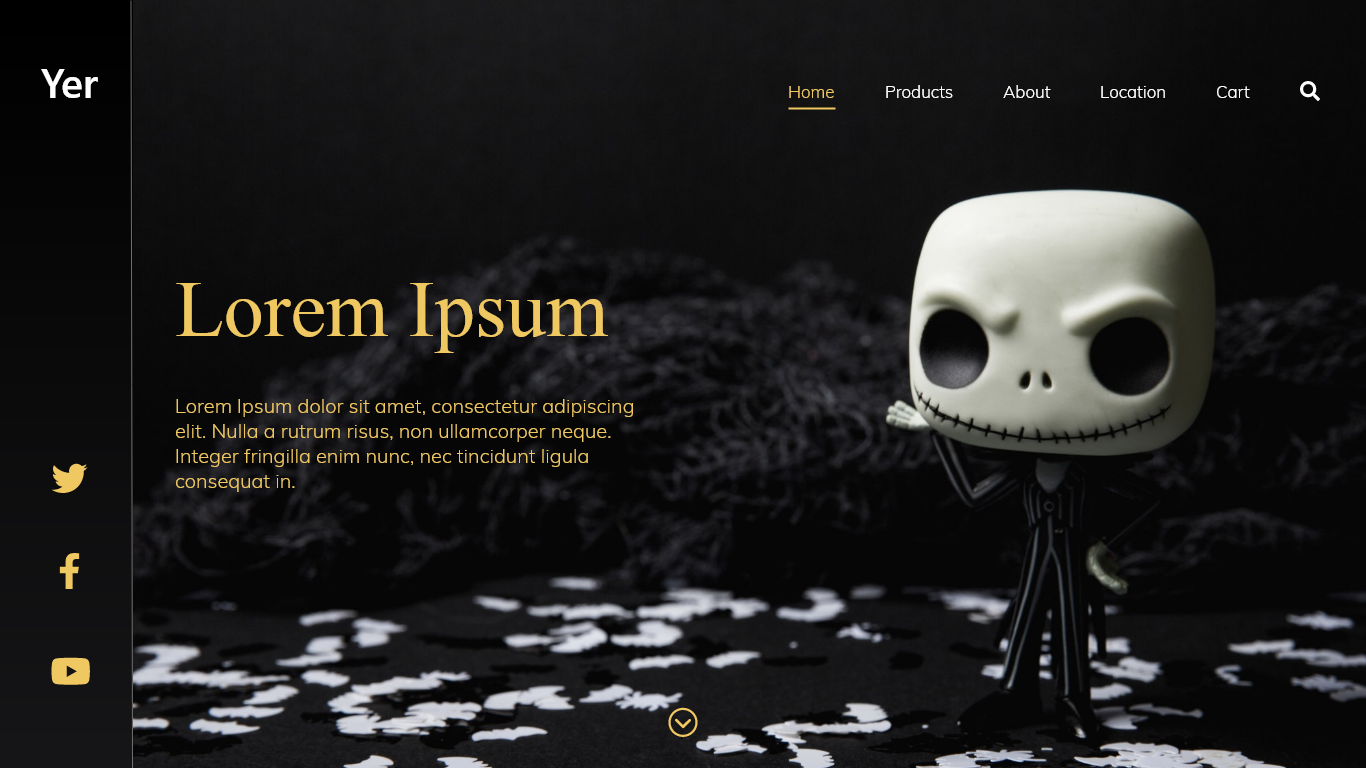 Yer
Home
Products
About
Location
Cart
Lorem Ipsum
Lorem Ipsum dolor sit amet, consectetur adipiscing
elit. Nulla a rutrum risus, non ullamcorper neque.
Integer fringilla enim nunc, nec tincidunt ligula
consequat in.